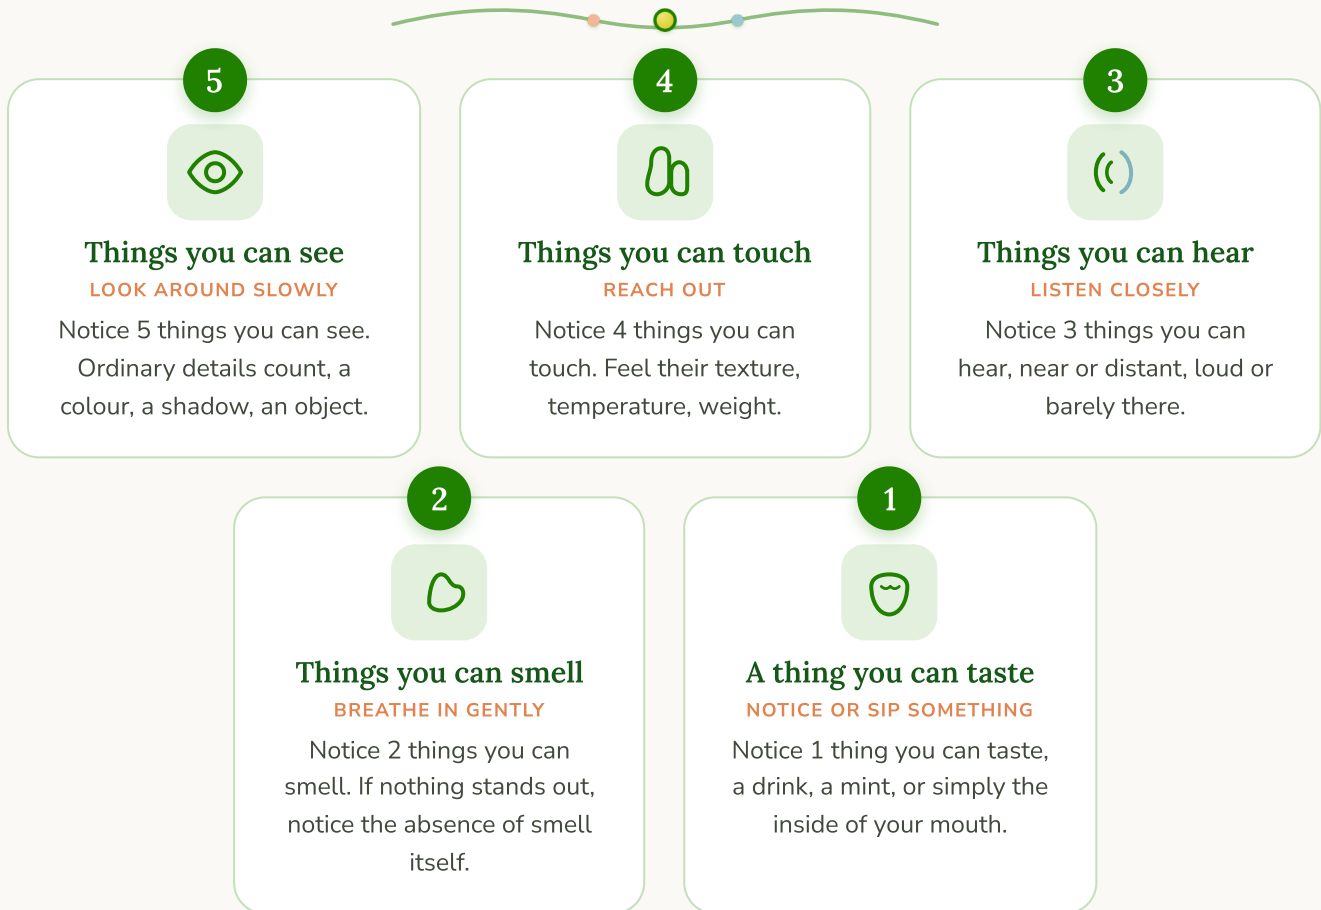 5
Things you can see
LOOK AROUND SLOWLY
Notice 5 things you can see.
Ordinary details count, a
colour, a shadow, an object.
4
Things you can touch
REACH OUT
Notice 4 things you can
touch. Feel their texture,
temperature, weight.
3
Things you can hear
LISTEN CLOSELY
Notice 3 things you can
hear, near or distant, loud or
barely there.
2
Things you can smell
BREATHE IN GENTLY
Notice 2 things you can
smell. If nothing stands out,
notice the absence of smell
itself.
1
A thing you can taste
NOTICE OR SIP SOMETHING
Notice 1 thing you can taste,
a drink, a mint, or simply the
inside of your mouth.